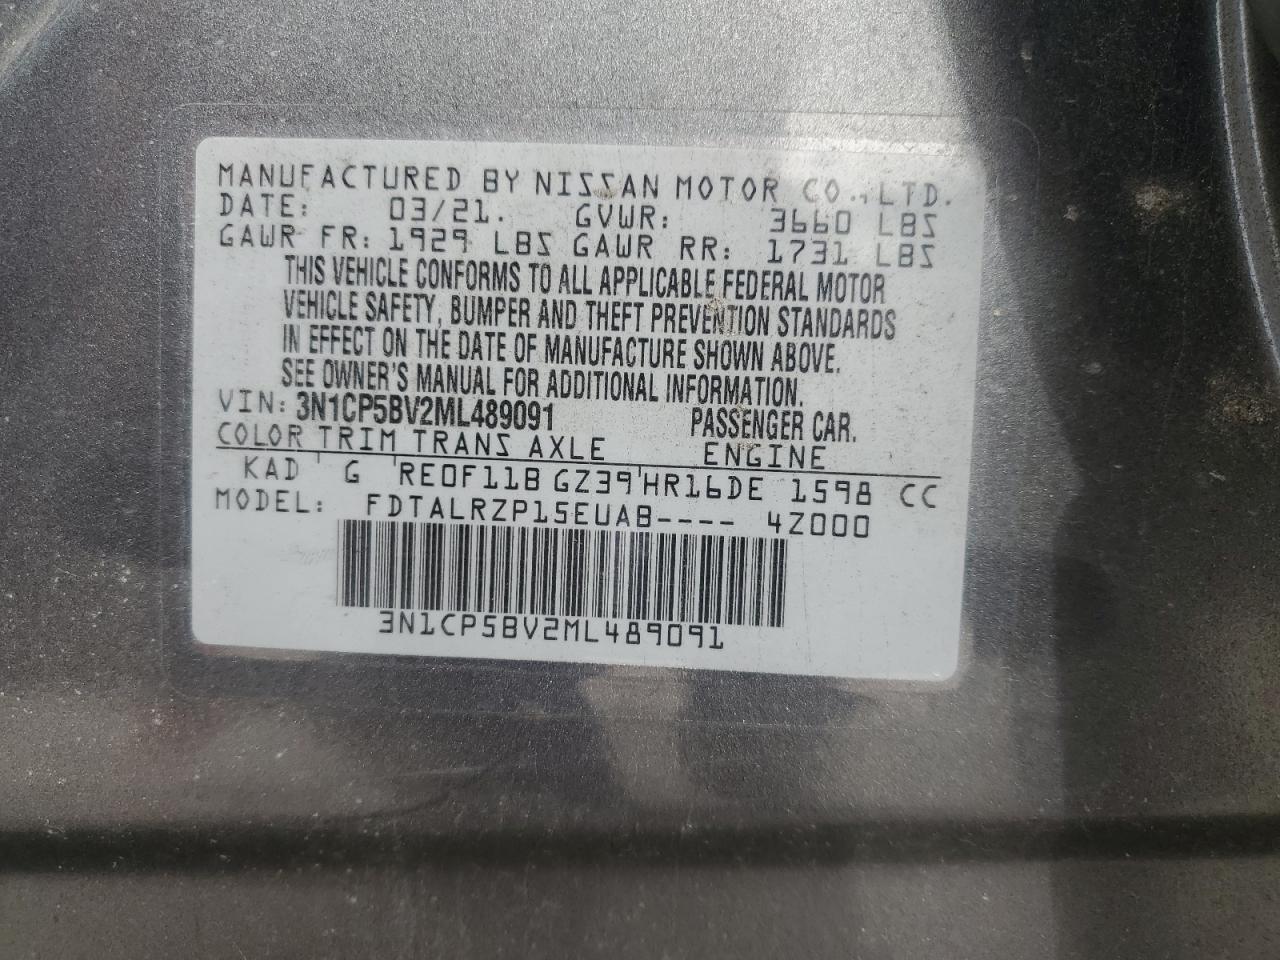 MANUFACTURED BY NISSAN MOTOR CO., LTD.
DATE: 03/21. GVWR: 3660 LBS
GAWR FR: 1929 LBS GAWR RR: 1731 LBS
THIS VEHICLE CONFORMS TO ALL APPLICABLE FEDERAL MOTOR
VEHICLE SAFETY, BUMPER AND THEFT PREVENTION STANDARDS
IN EFFECT ON THE DATE OF MANUFACTURE SHOWN ABOVE.
SEE OWNER'S MANUAL FOR ADDITIONAL INFORMATION.
VIN: 3N1CP5BV2ML489091 PASSENGER CAR.
COLOR TRIM TRANS AXLE ENGINE
KAD G RE0F11B GZ39 HR16DE 1598 CC
MODEL: FDTALRZP15EUAB---- 4Z000
3N1CP5BV2ML489091